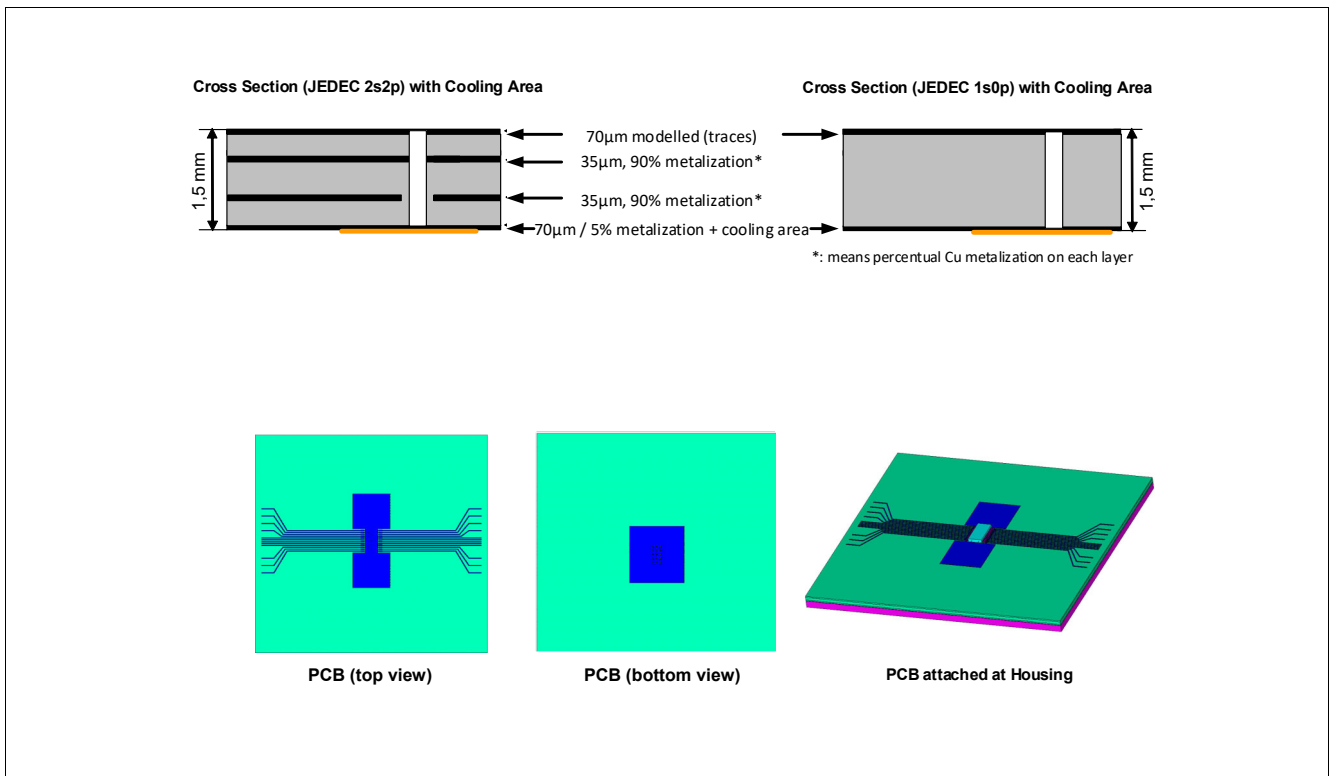 Cross Section (JEDEC 2s2p) with Cooling Area
Cross Section (JEDEC 1s0p) with Cooling Area
1,5 mm
70µm modelled (traces)
35µm, 90% metalization*
35µm, 90% metalization*
70µm / 5% metalization + cooling area
1,5 mm
*: means percentual Cu metalization on each layer
PCB (top view)
PCB (bottom view)
PCB attached at Housing